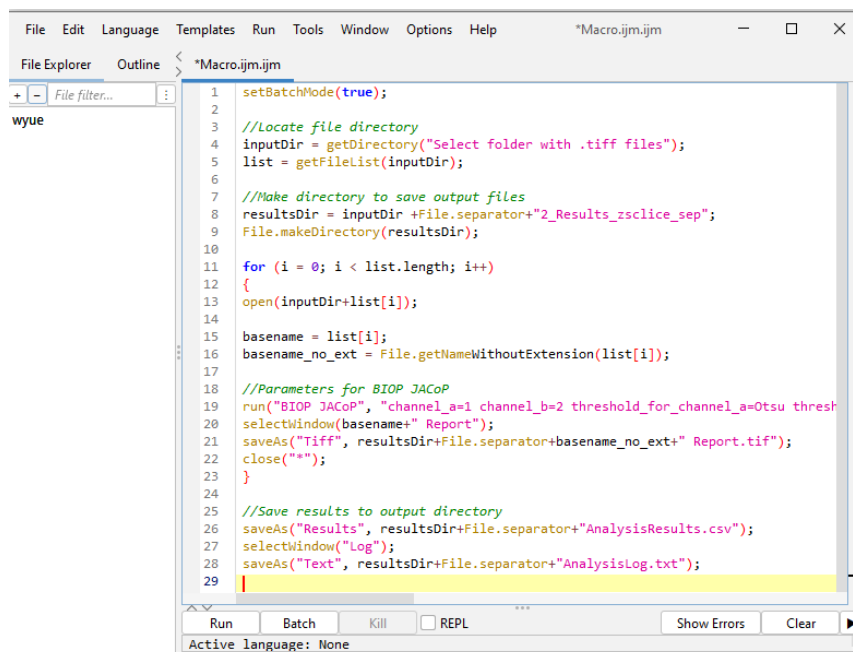 File Edit Language Templates Run Tools Window Options Help *Macro.ijm.ijm
File Explorer Outline *Macro.ijm.ijm
+ - File filter...
wyue
1 setBatchMode(true);
2
3 //Locate file directory
4 inputDir = getDirectory("Select folder with .tiff files");
5 list = getFileList(inputDir);
6
7 //Make directory to save output files
8 resultsDir = inputDir +File.separator+"2_Results_zsclice_sep";
9 File.makeDirectory(resultsDir);
10
11 for (i = 0; i < list.length; i++)
12 {
13 open(inputDir+list[i]);
14
15 basename = list[i];
16 basename_no_ext = File.getNameWithoutExtension(list[i]);
17
18 //Parameters for BIOP JACoP
19 run("BIOP JACoP", "channel_a=1 channel_b=2 threshold_for_channel_a=Otsu thresh
20 selectWindow(basename+" Report");
21 saveAs("Tiff", resultsDir+File.separator+basename_no_ext+" Report.tif");
22 close("*");
23 }
24
25 //Save results to output directory
26 saveAs("Results", resultsDir+File.separator+"AnalysisResults.csv");
27 selectWindow("Log");
28 saveAs("Text", resultsDir+File.separator+"AnalysisLog.txt");
29
Run Batch Kill REPL Show Errors Clear
Active language: None